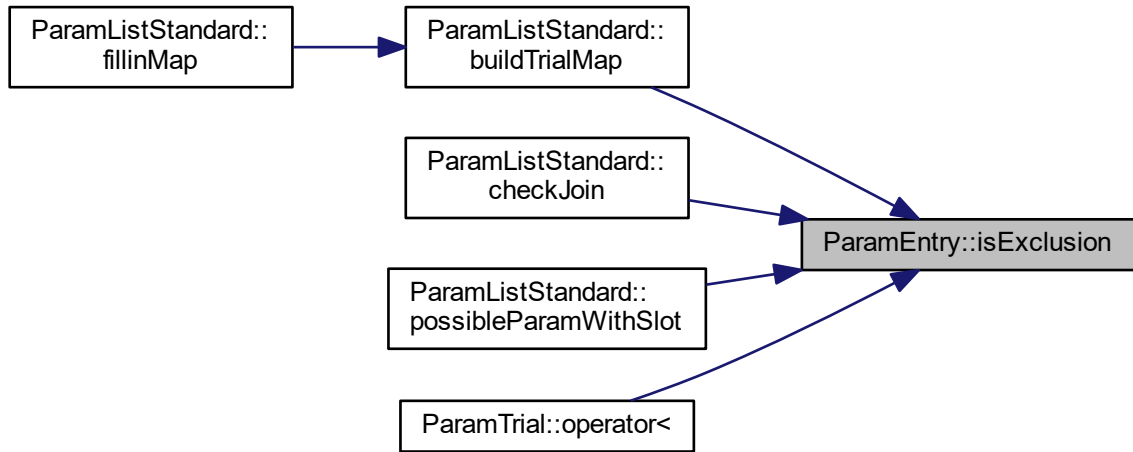 ParamListStandard::
fillinMap
ParamListStandard::
buildTrialMap
ParamListStandard::
checkJoin
ParamEntry::isExclusion
ParamListStandard::
possibleParamWithSlot
ParamTrial::operator<